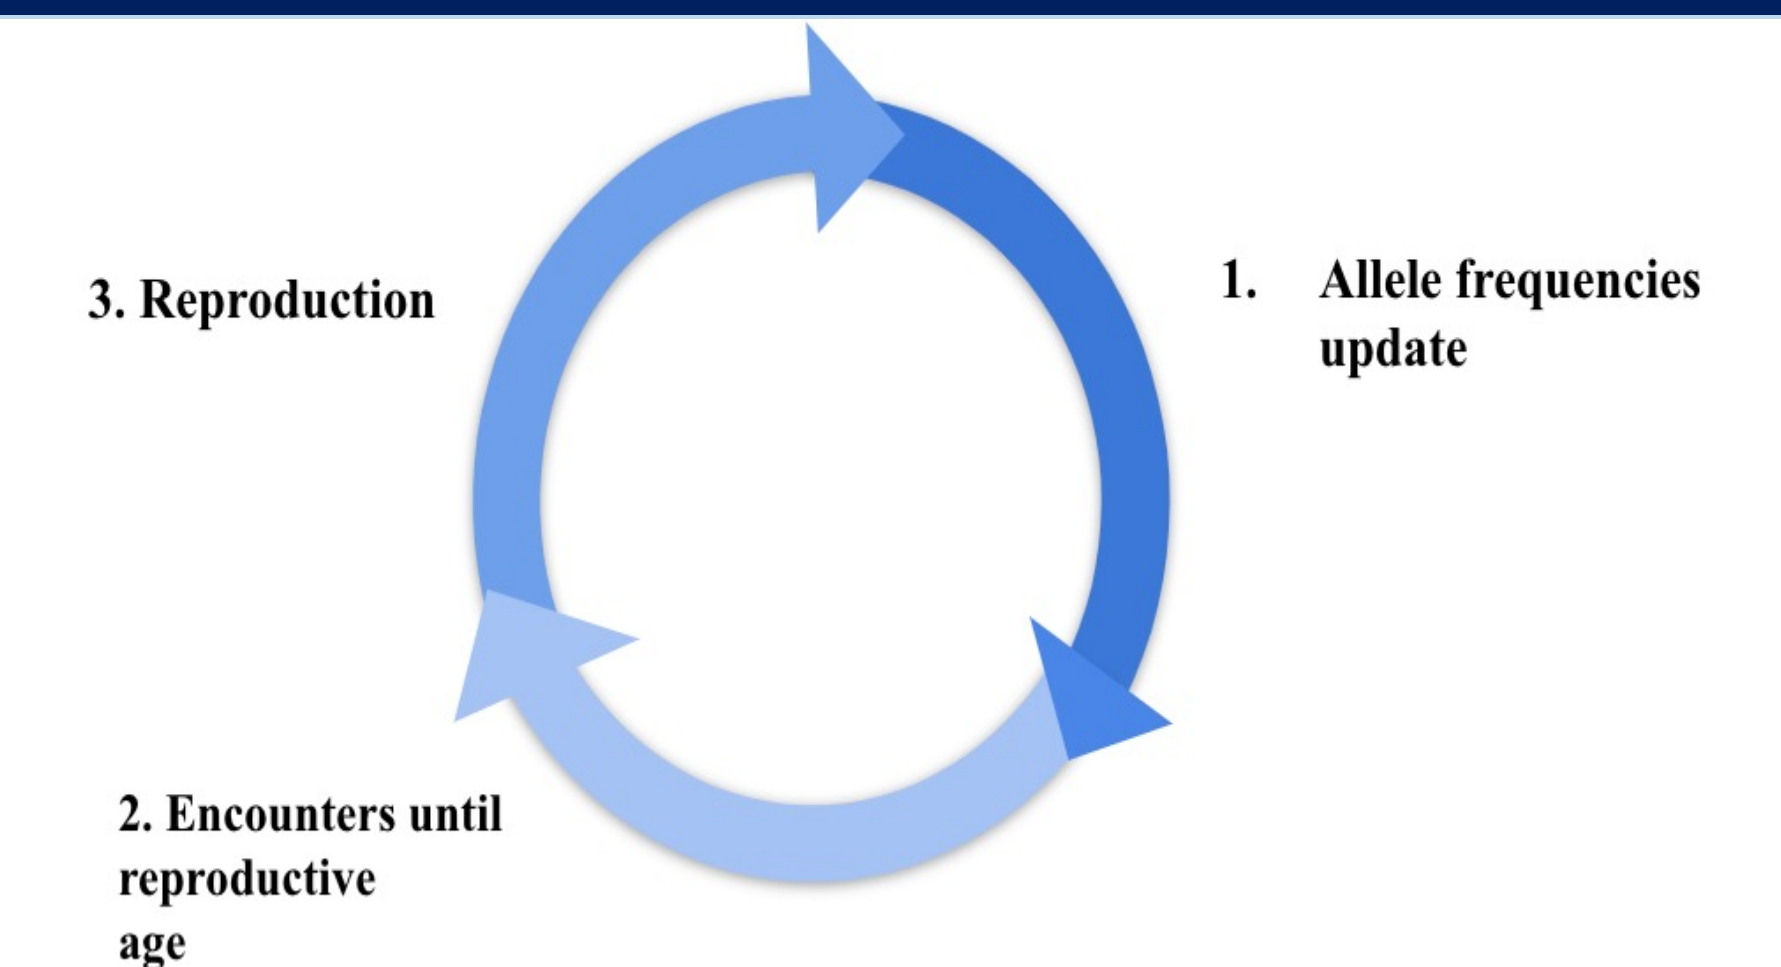 1. Allele frequencies
update
2. Encounters until
reproductive
age
3. Reproduction